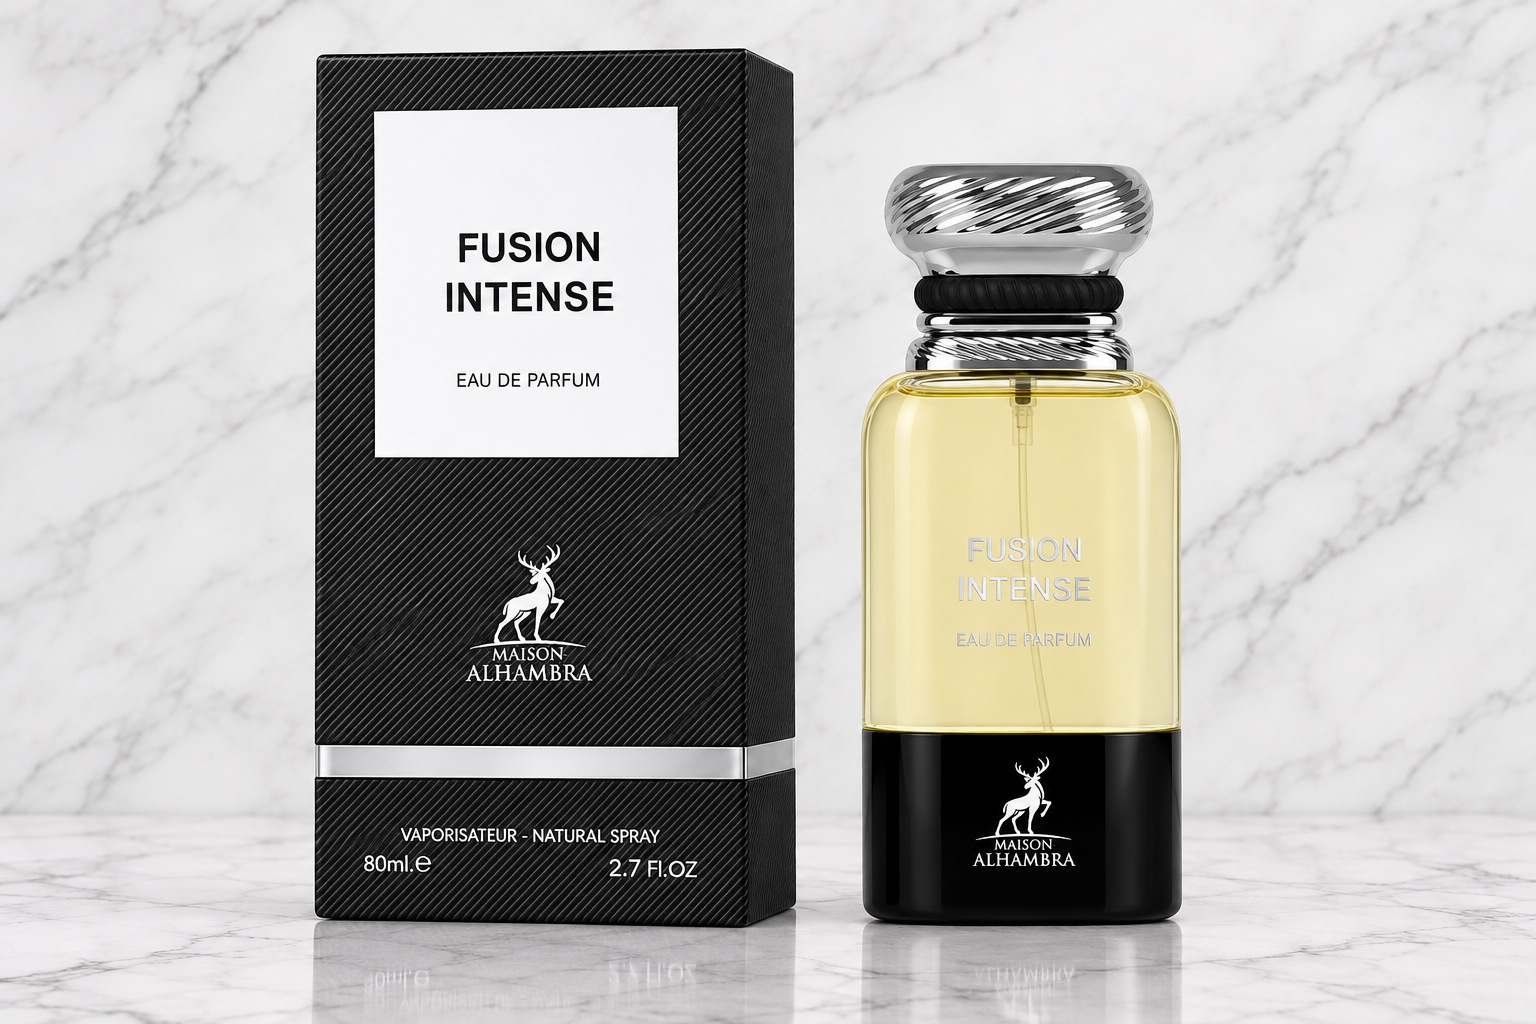 FUSION
INTENSE
EAU DE PARFUM
MAISON
ALHAMBRA
VAPORISATEUR - NATURAL SPRAY
80ml.e
2.7 Fl.OZ
FUSION
INTENSE
EAU DE PARFUM
MAISON
ALHAMBRA